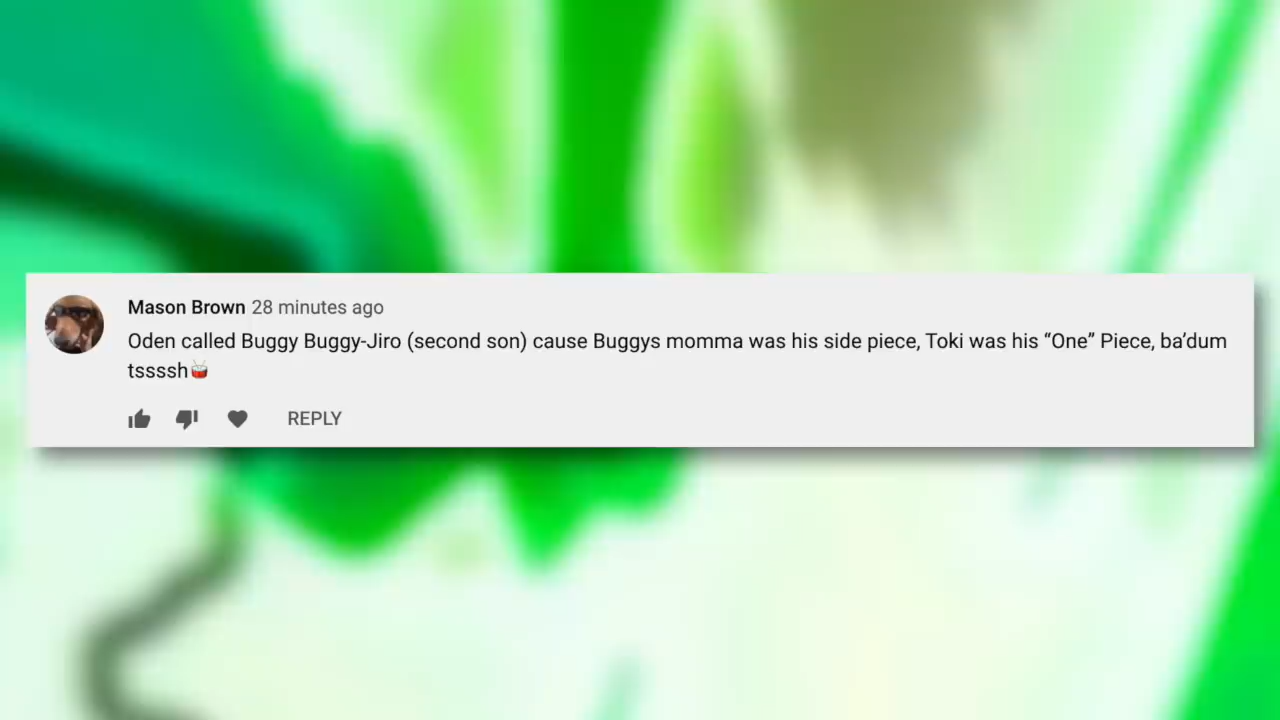 Mason Brown 28 minutes ago
Oden called Buggy Buggy-Jiro (second son) cause Buggys momma was his side piece, Toki was his “One” Piece, ba’dum
tssssh🥁
REPLY